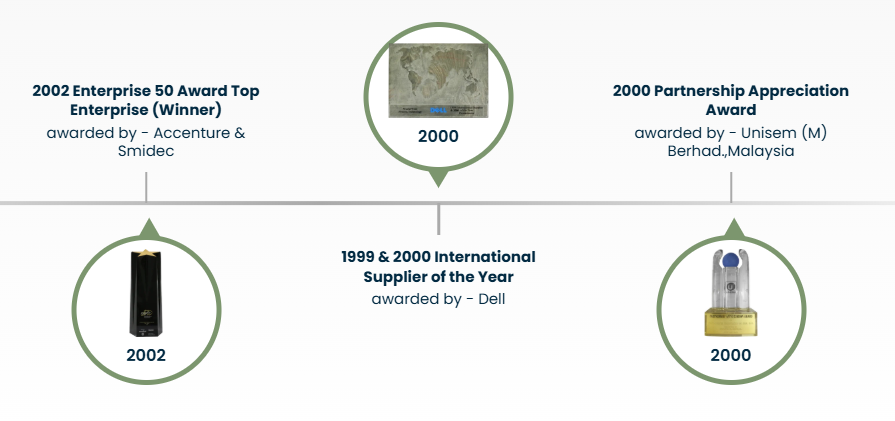 2002 Enterprise 50 Award Top
Enterprise (Winner)
awarded by - Accenture &
Smidec
2002
2000
1999 & 2000 International
Supplier of the Year
awarded by - Dell
2000 Partnership Appreciation
Award
awarded by - Unisem (M)
Berhad.,Malaysia
2000